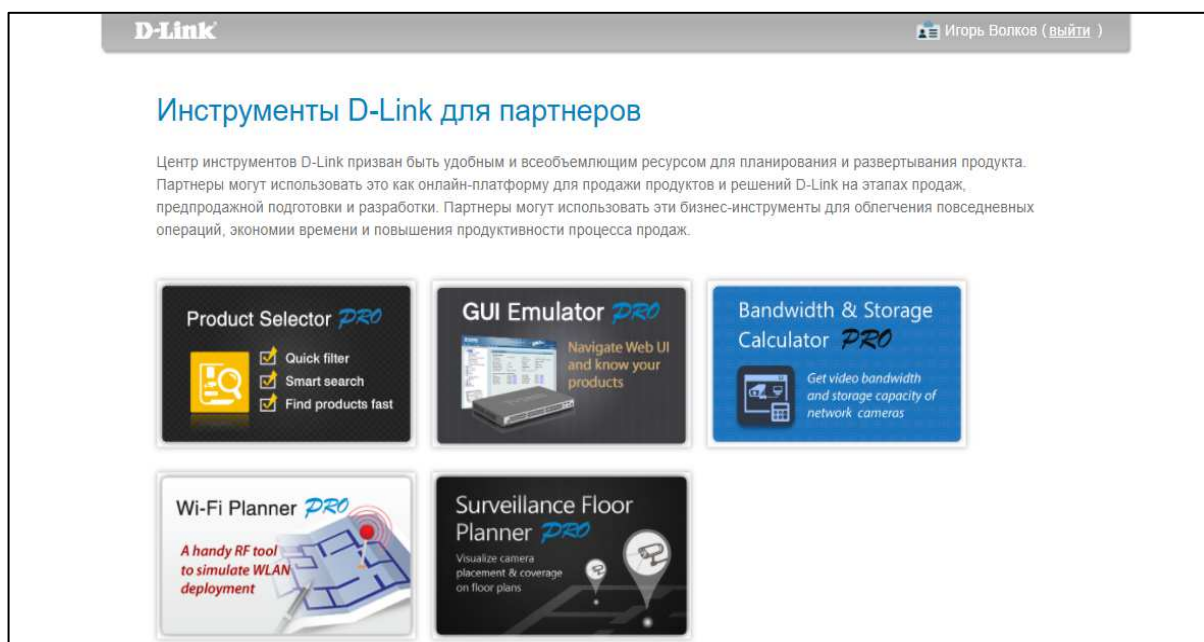 D-Link
Игорь Волков ( выйти )
Инструменты D-Link для партнеров
Центр инструментов D-Link призван быть удобным и всеобъемлющим ресурсом для планирования и развертывания продукта.
Партнеры могут использовать это как онлайн-платформу для продажи продуктов и решений D-Link на этапах продаж,
предпродажной подготовки и разработки. Партнеры могут использовать эти бизнес-инструменты для облегчения повседневных
операций, экономии времени и повышения продуктивности процесса продаж.
Product Selector PRO
Quick filter
Smart search
Find products fast
GUI Emulator PRO
Navigate Web UI
and know your
products
Bandwidth & Storage
Calculator PRO
Get video bandwidth
and storage capacity of
network cameras
Wi-Fi Planner PRO
A handy RF tool
to simulate WLAN
deployment
Surveillance Floor
Planner PRO
Visualize camera
placement & coverage
on floor plans